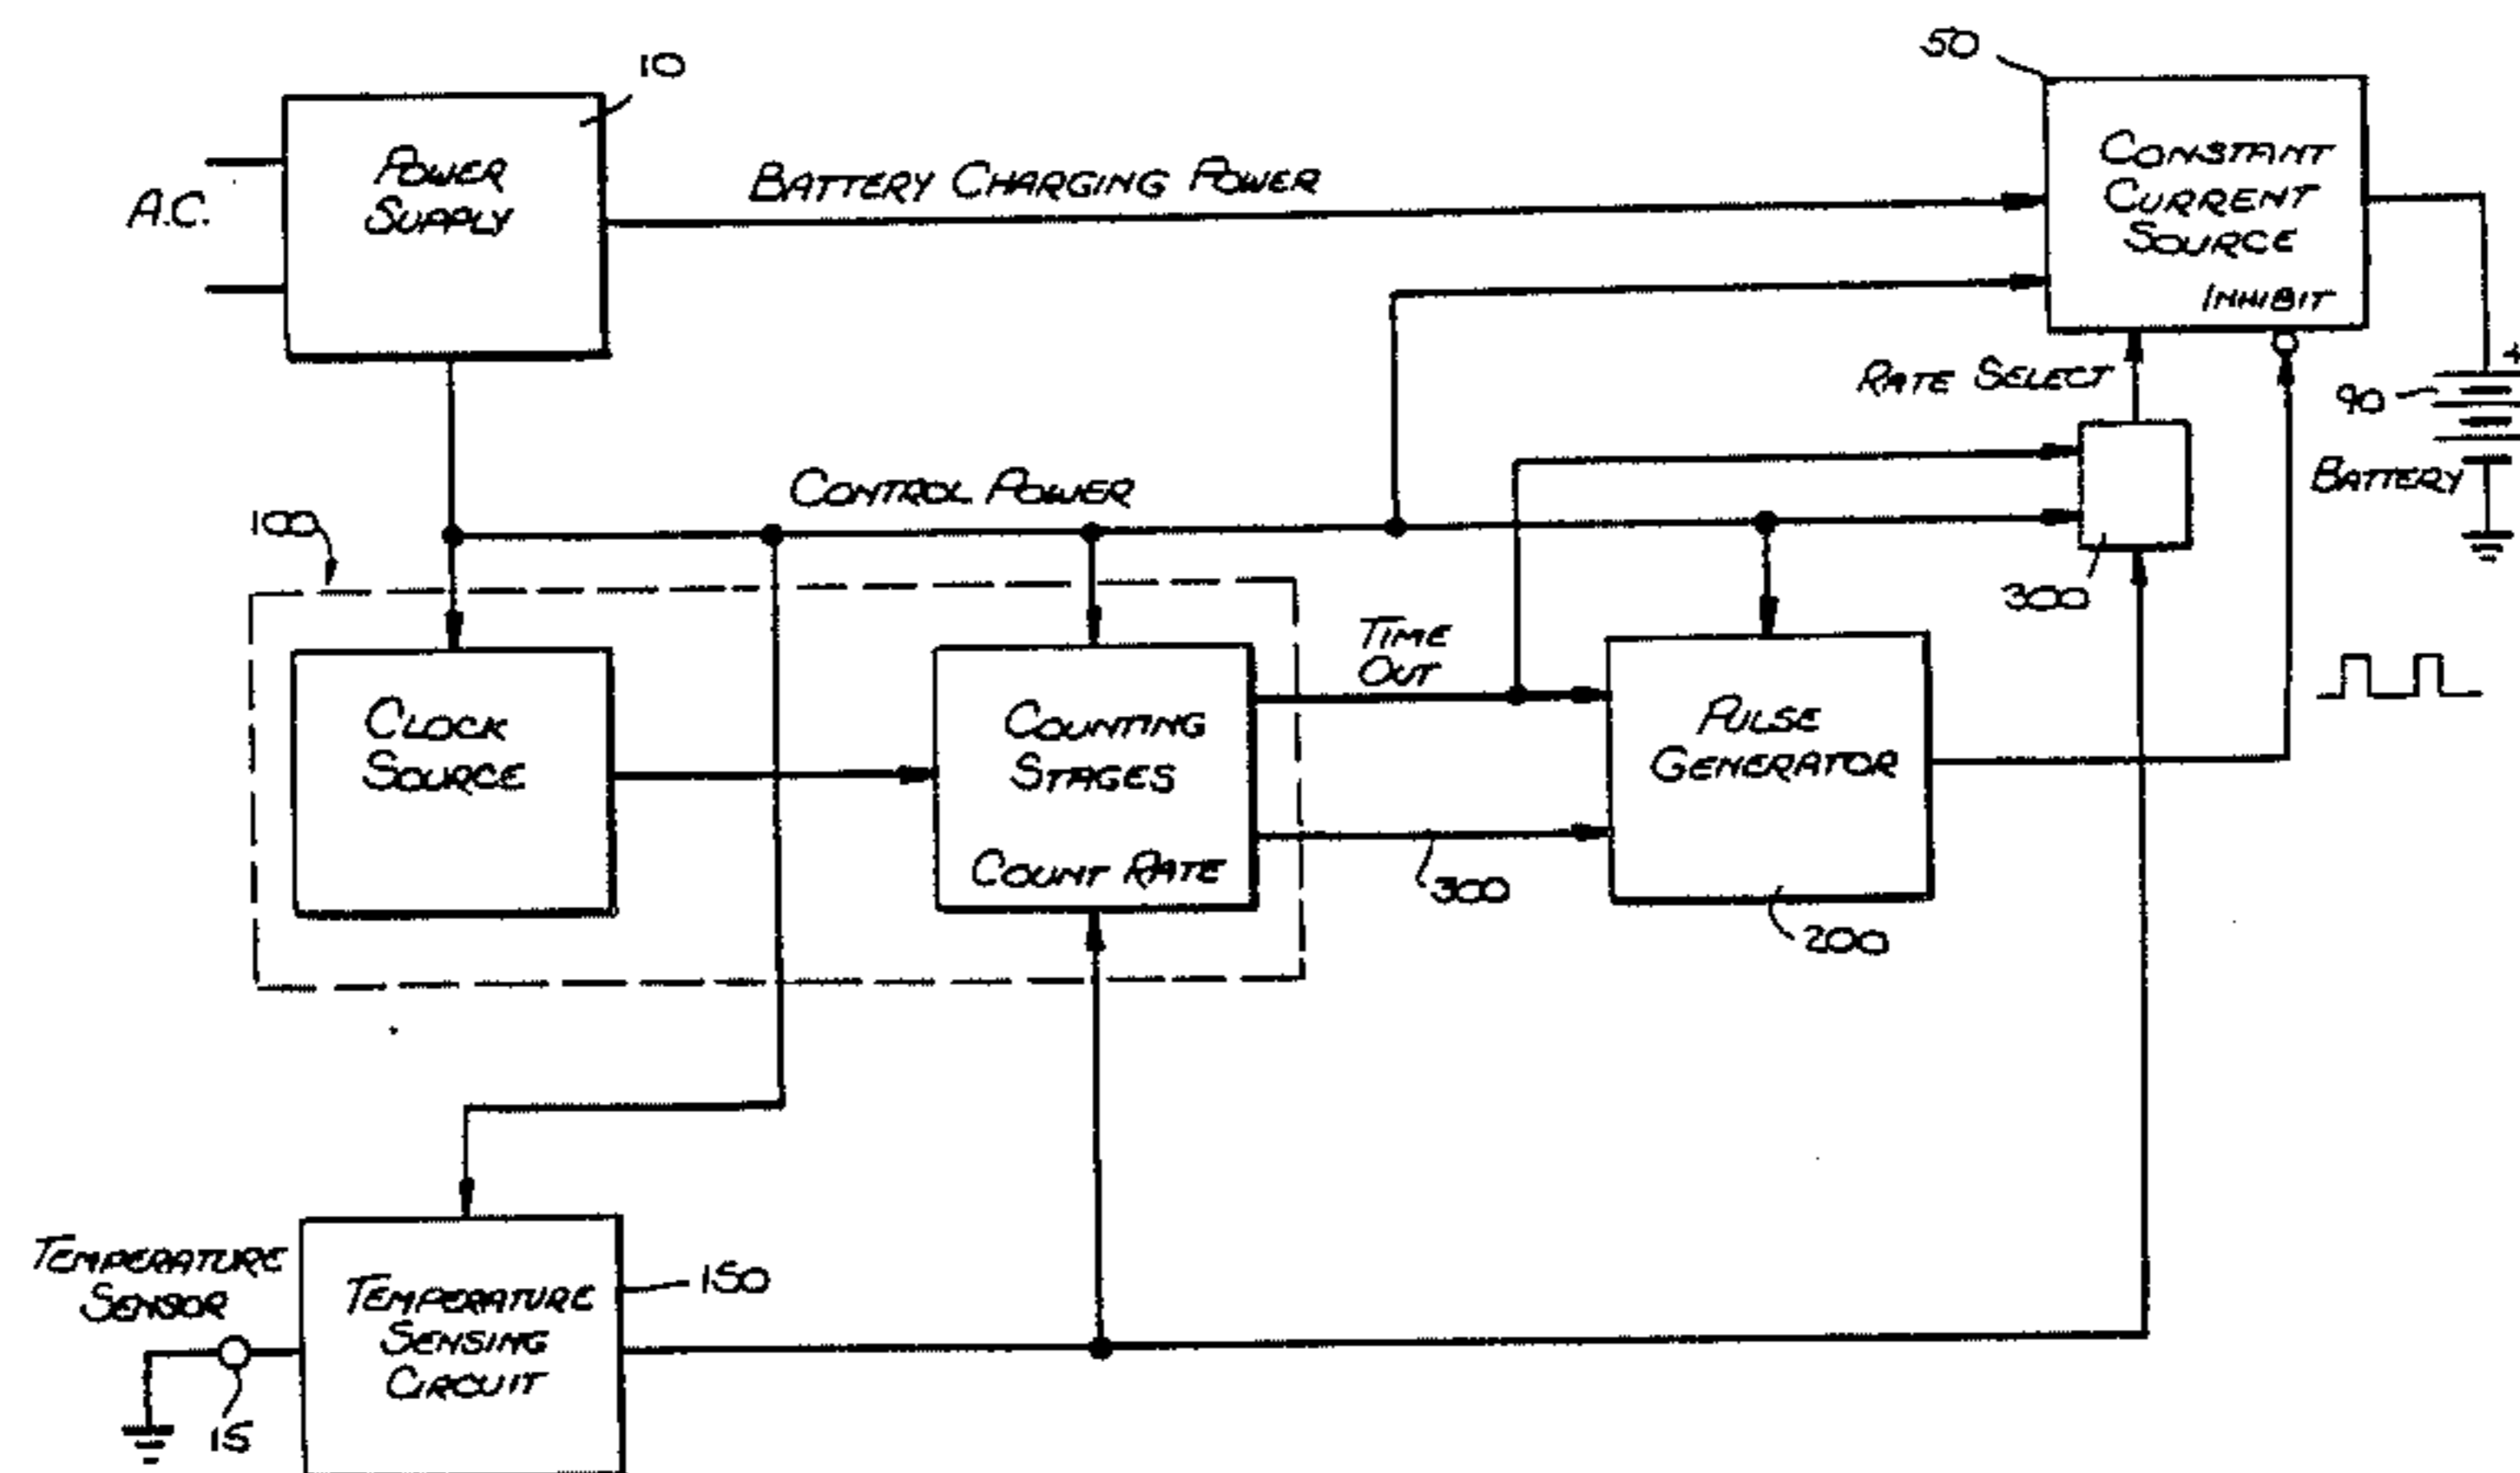 10
50
A.C.
POWER
SUPPLY
BATTERY CHARGING POWER
CONSTANT
CURRENT
SOURCE
INHIBIT
RATE SELECT
+
90
BATTERY
CONTROL POWER
100
300
TIME
OUT
CLOCK
SOURCE
COUNTING
STAGES
COUNT RATE
PULSE
GENERATOR
300
200
TEMPERATURE
SENSOR
TEMPERATURE
SENSING
CIRCUIT
150
15